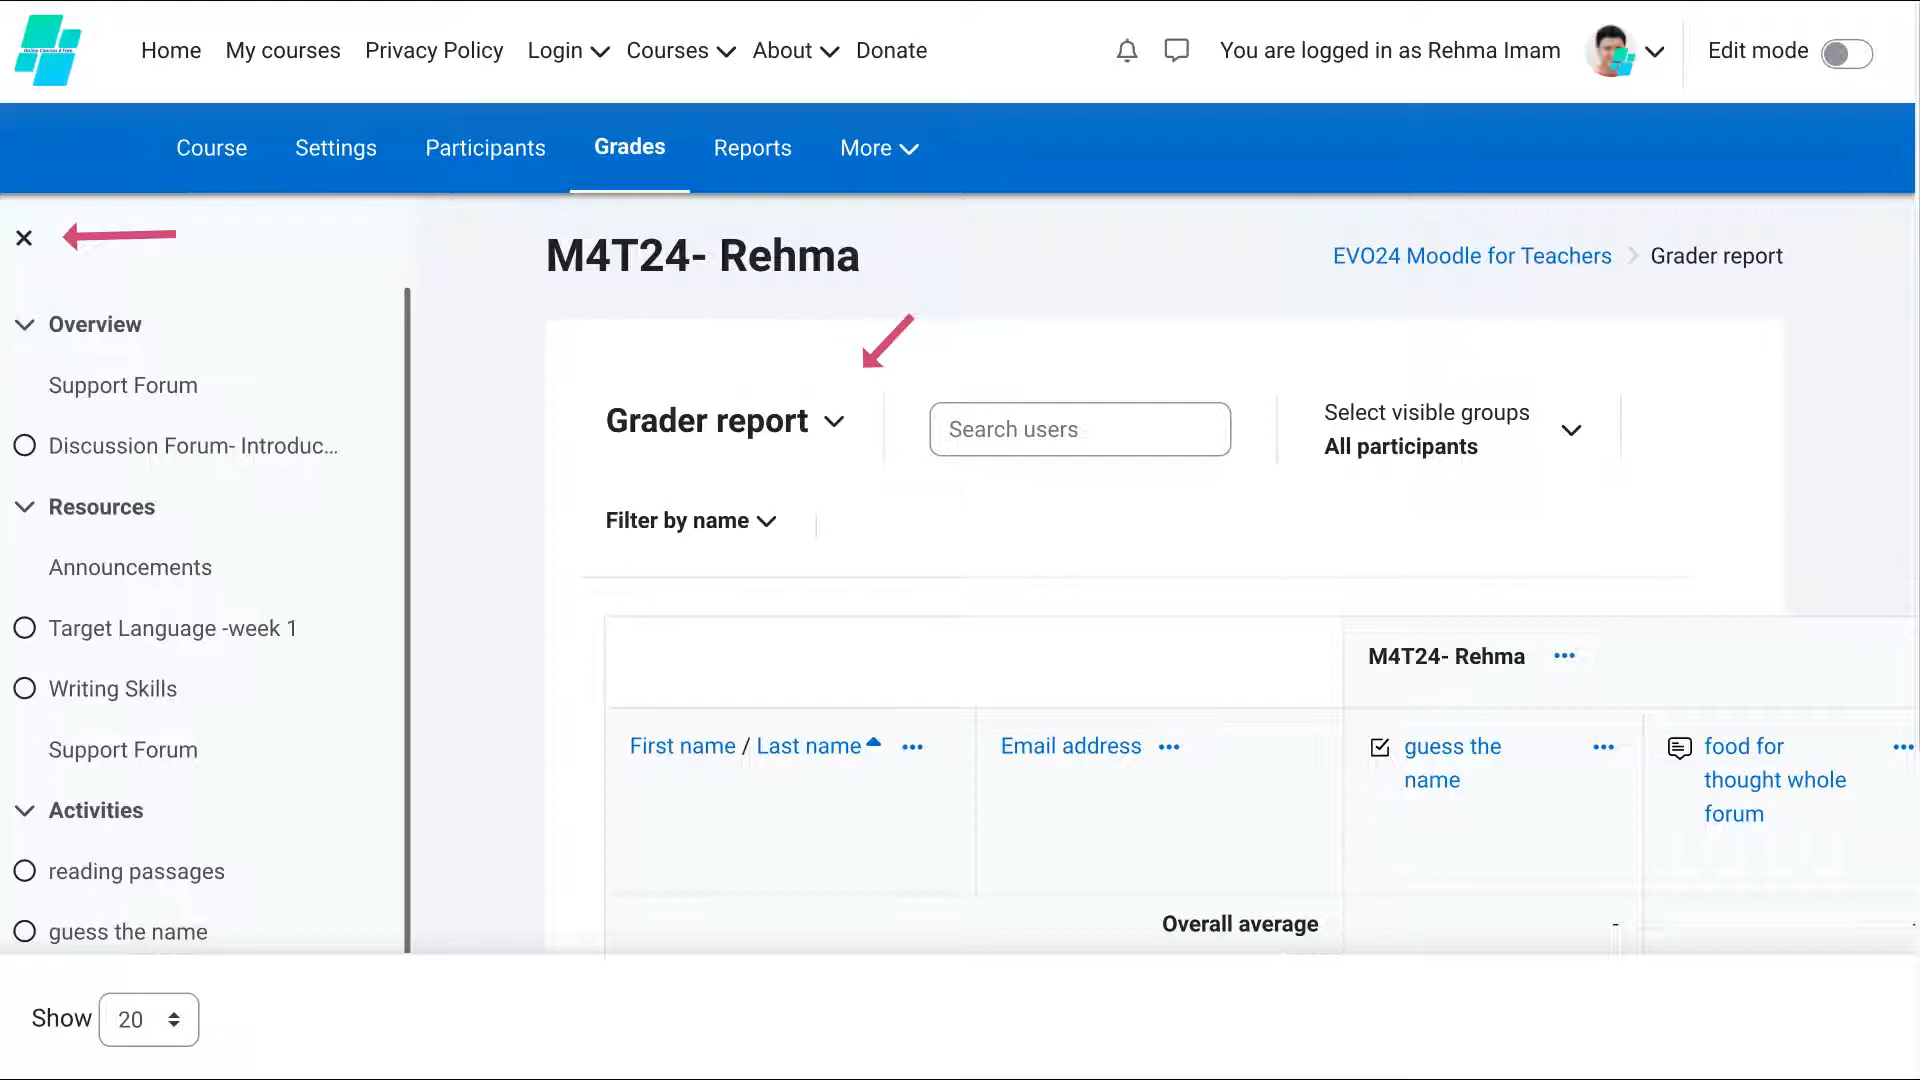 Online Courses 4 Free
Home My courses Privacy Policy Login Courses About Donate You are logged in as Rehma Imam Edit mode
Course Settings Participants Grades Reports More
M4T24- Rehma
EVO24 Moodle for Teachers Grader report
Overview
Support Forum
Discussion Forum- Introduc...
Resources
Announcements
Target Language -week 1
Writing Skills
Support Forum
Activities
reading passages
guess the name
Grader report
Search users
Select visible groups
All participants
Filter by name
M4T24- Rehma
First name / Last name
Email address
guess the
name
food for
thought whole
forum
Overall average
-
Show 20